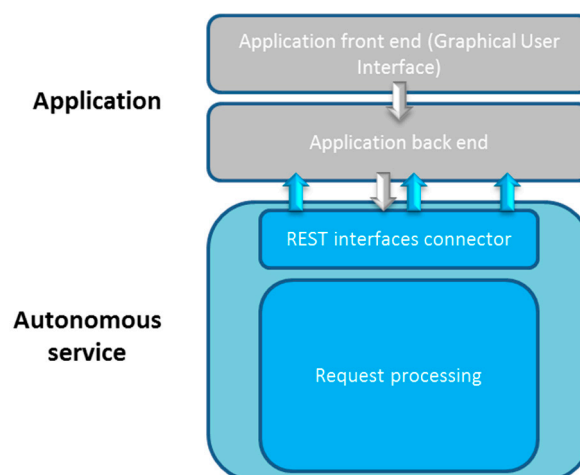 Application front end (Graphical User
Interface)
Application
Application back end
REST interfaces connector
Autonomous
service
Request processing